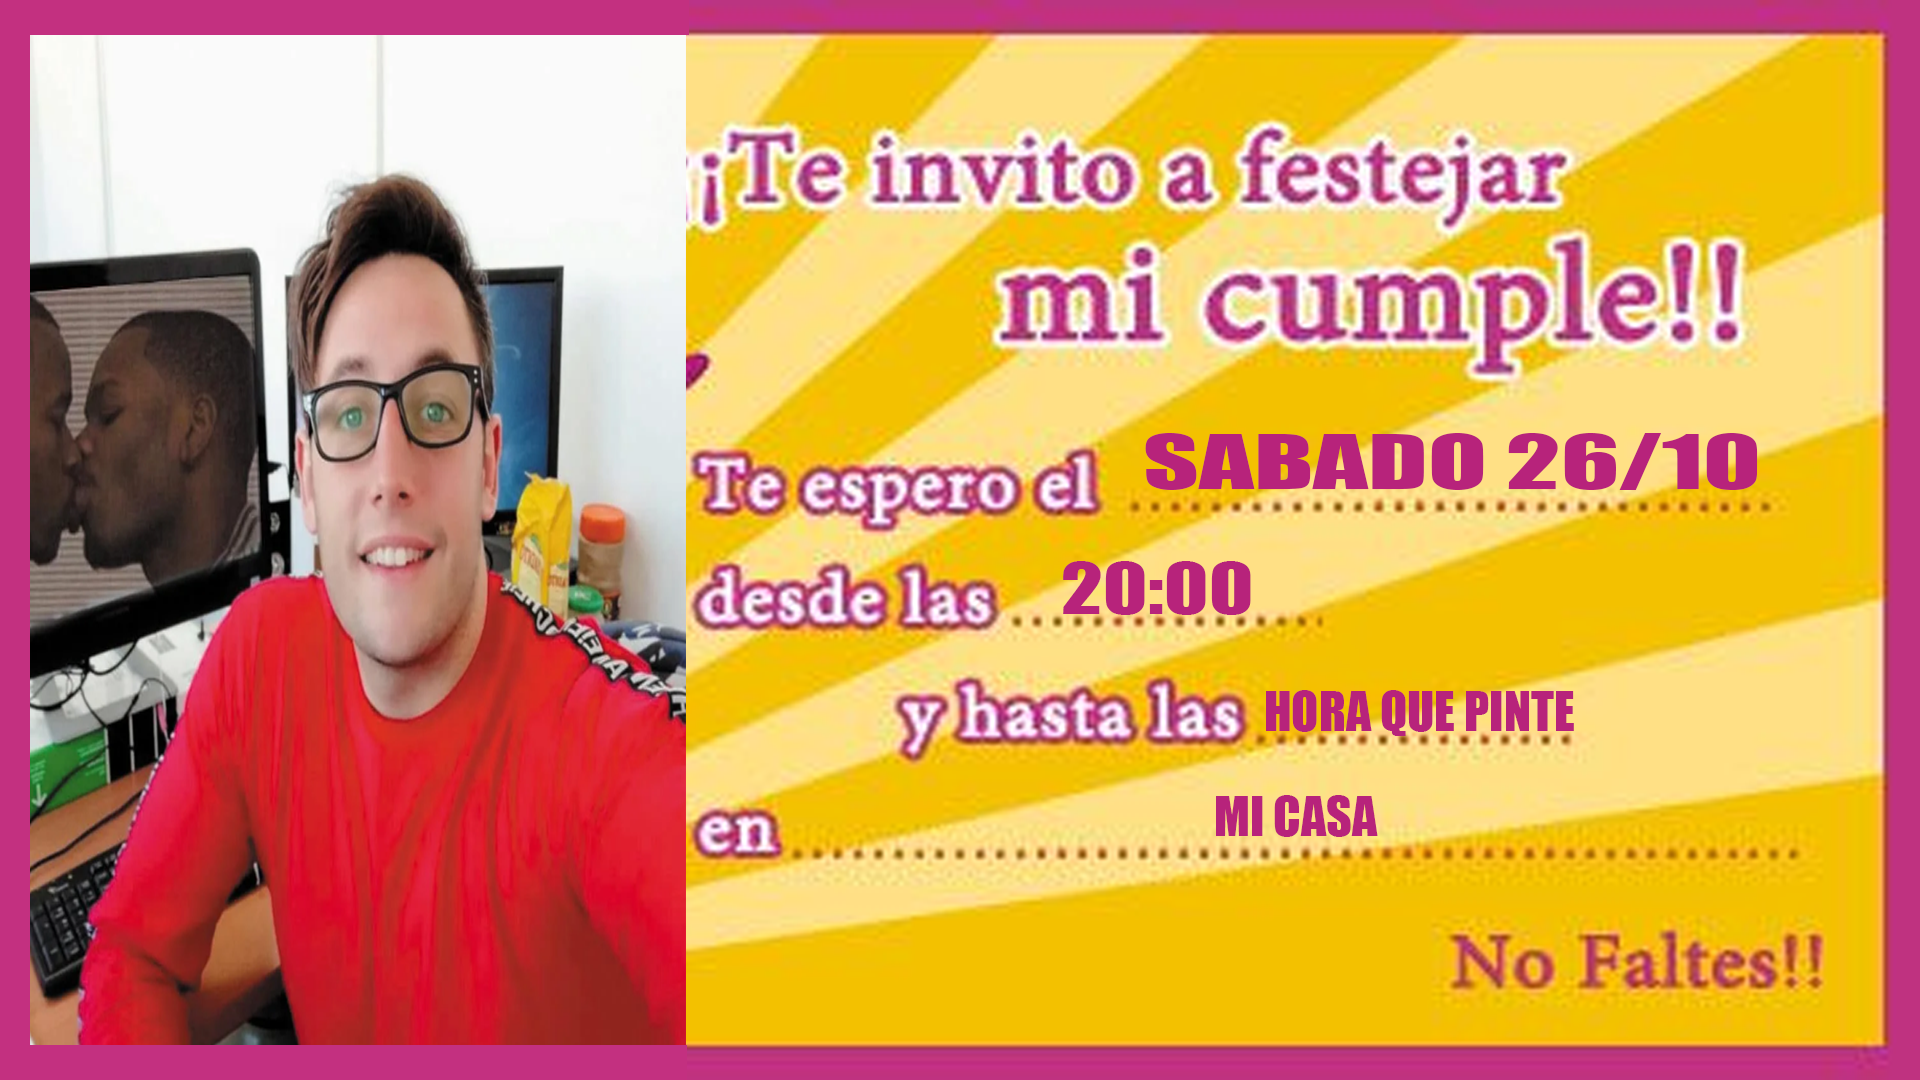 ¡¡Te invito a festejar
mi cumple!!
Te espero el SABADO 26/10
desde las 20:00
y hasta las HORA QUE PINTE
en MI CASA
No Faltes!!